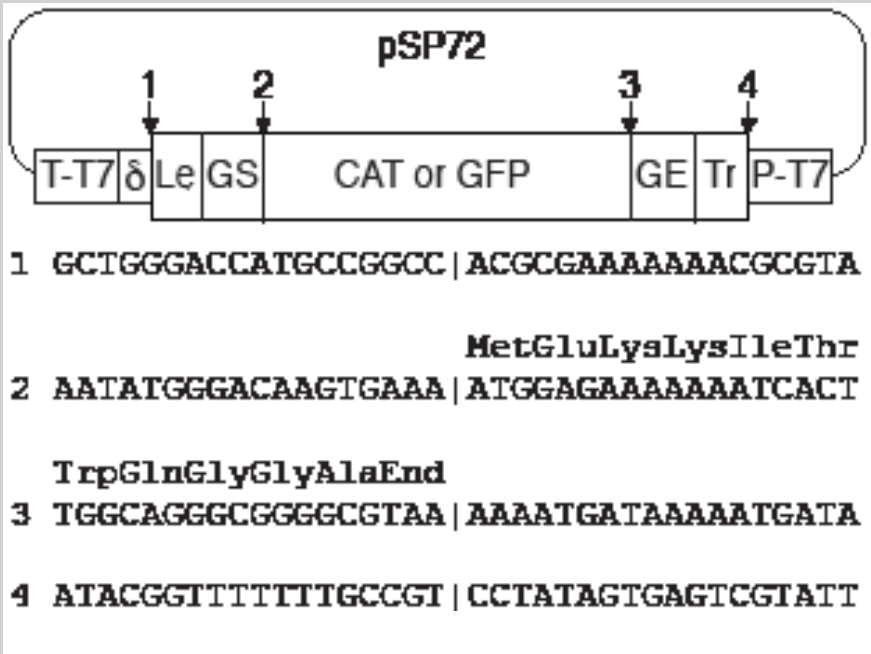 pSP72
1 2 3 4
T-T7 δ Le GS CAT or GFP GE Tr P-T7
1 GCTGGGACCATGCCGGCC|ACGCGAAAAAAACGCGTA
MetGluLysLysIleThr
2 AATATGGGACAAGTGAAA|ATGGAGAAAAAAATCACT
TrpGlnGlyGlyAlaEnd
3 TGGCAGGGCGGGGCGTAA|AAAATGATAAAAATGATA
4 ATACGGTTTTTTTGCCGT|CCTATAGTGAGTCGTATT